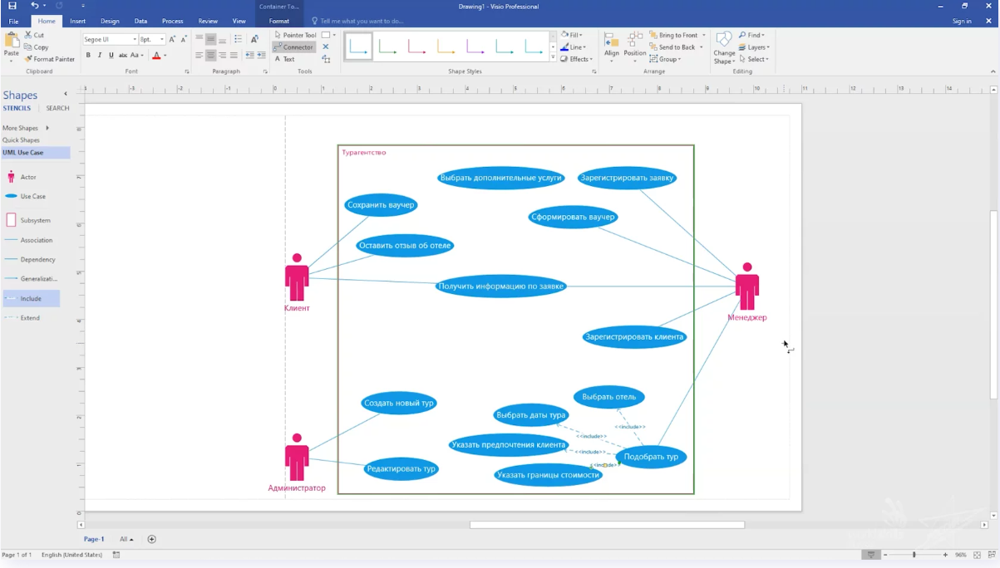 Container To...
Drawing1 - Visio Professional
File
Home
Insert
Design
Data
Process
Review
View
Format
Tell me what you want to do...
Sign in
Paste
Cut
Copy
Format Painter
Clipboard
Segoe UI
8pt.
B I U abc Aa A
Font
Paragraph
Pointer Tool
Connector
A Text
Tools
Shape Styles
Fill
Line
Effects
Align
Position
Bring to Front
Send to Back
Group
Arrange
Change Shape
Find
Layers
Select
Editing
Shapes
STENCILS
SEARCH
More Shapes
Quick Shapes
UML Use Case
Actor
Use Case
Subsystem
Association
Dependency
Generalizati...
Include
Extend
Турагентство
Выбрать дополнительные услуги
Зарегистрировать заявку
Сохранить ваучер
Сформировать ваучер
Оставить отзыв об отеле
Получить информацию по заявке
Клиент
Менеджер
Зарегистрировать клиента
Выбрать отель
Создать новый тур
Выбрать даты тура
<<include>>
<<include>>
Указать предпочтения клиента
<<include>>
Подобрать тур
<<include>>
Редактировать тур
Указать границы стоимости
Администратор
Page-1
All
Page 1 of 1
English (United States)
96%